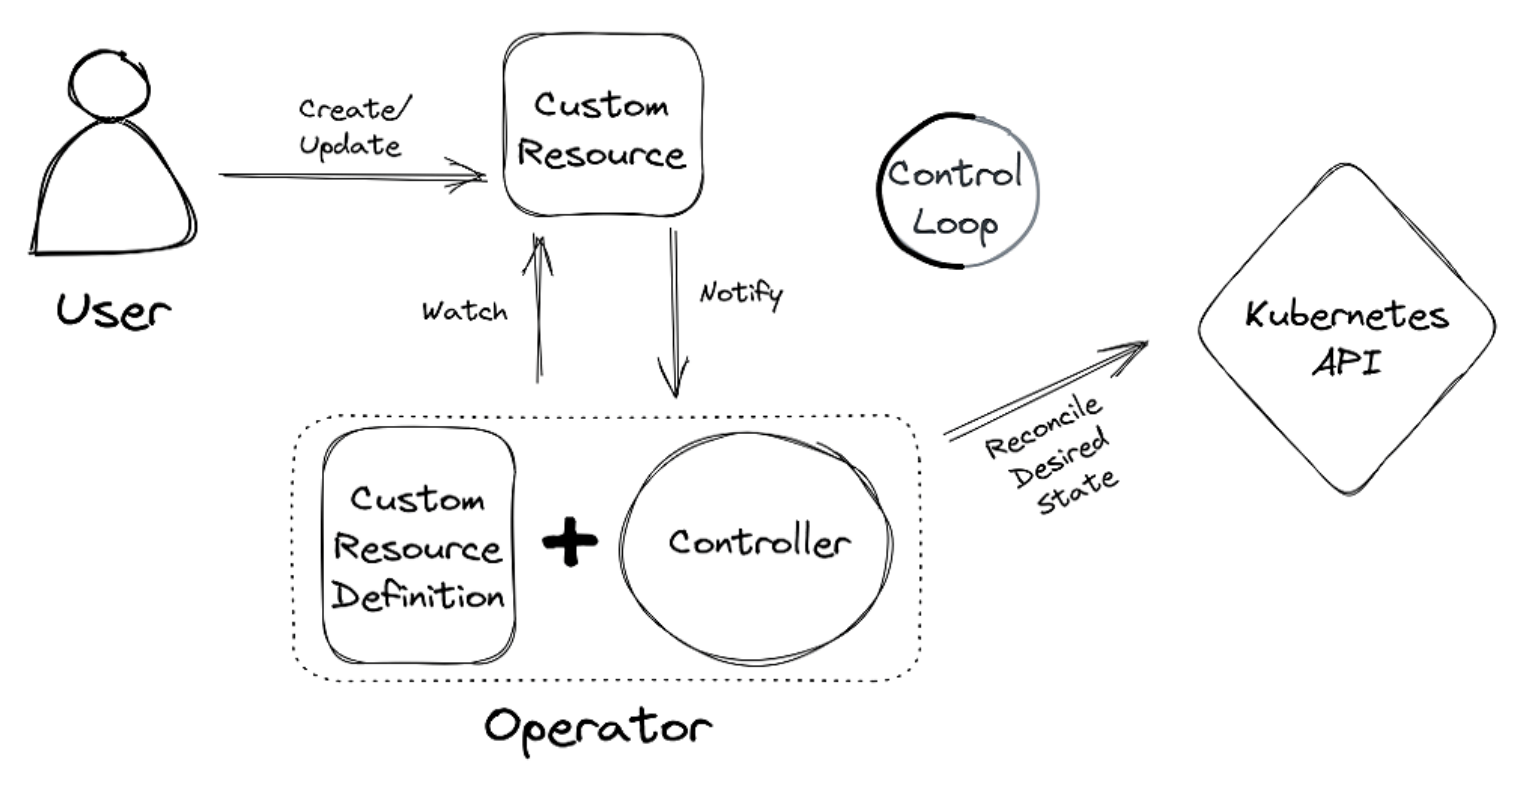 Create/
Update
User
Custom
Resource
Watch
Notify
Control
Loop
Kubernetes
API
Reconcile
Desired
State
Custom
Resource
Definition
+
Controller
Operator